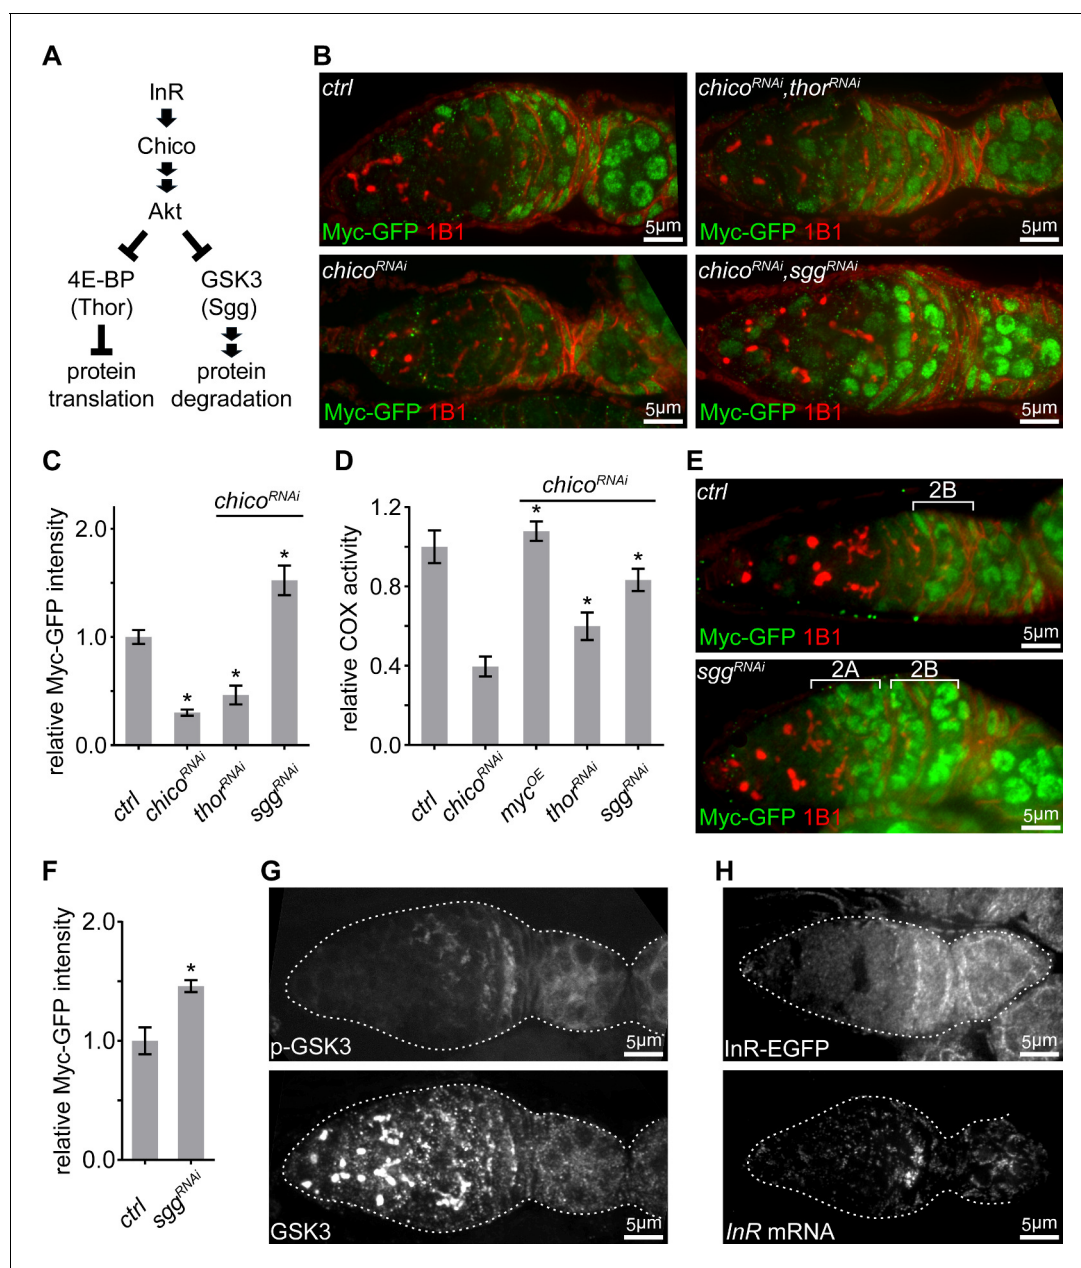 A
InR
Chico
Akt
4E-BP
(Thor)
GSK3
(Sgg)
protein
translation
protein
degradation
B
ctrl
Myc-GFP 1B1
5µm
chicoRNAi,thorRNAi
Myc-GFP 1B1
5µm
chicoRNAi
Myc-GFP 1B1
5µm
chicoRNAi,sggRNAi
Myc-GFP 1B1
5µm
C
chicoRNAi
relative Myc-GFP intensity
2.0
1.0
0.0
* * *
ctrl
chicoRNAi
thorRNAi
sggRNAi
D
chicoRNAi
relative COX activity
1.2
0.8
0.4
0.0
* * *
ctrl
chicoRNAi
mycOE
thorRNAi
sggRNAi
E
ctrl
2B
Myc-GFP 1B1
5µm
sggRNAi
2A 2B
Myc-GFP 1B1
5µm
F
relative Myc-GFP intensity
2.0
1.0
0.0
*
ctrl
sggRNAi
G
p-GSK3
5µm
GSK3
5µm
H
InR-EGFP
5µm
InR mRNA
5µm